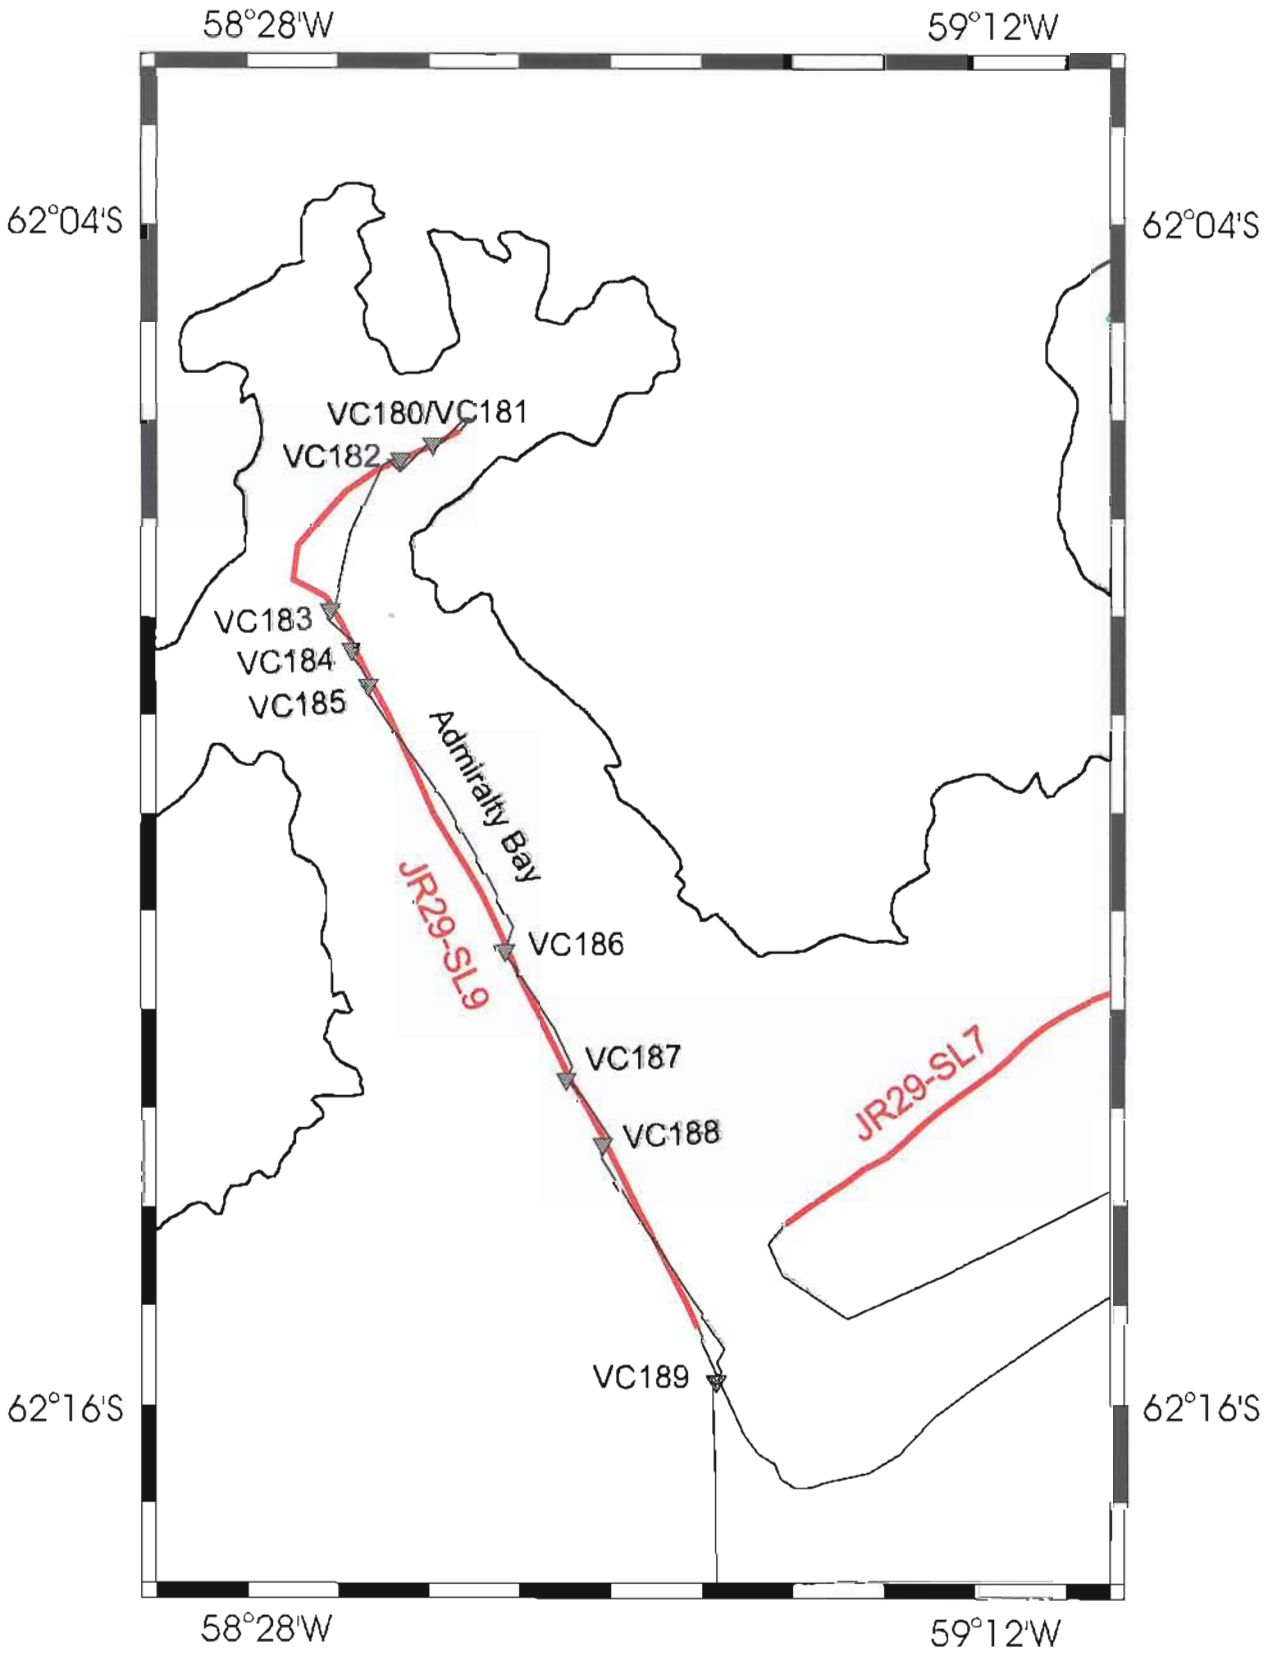 58°28'W
59°12'W
62°04'S
62°04'S
VC180/VC181
VC182
VC183
VC184
VC185
Admiralty Bay
JR29-SL9
VC186
VC187
JR29-SL7
VC188
VC189
62°16'S
62°16'S
58°28'W
59°12'W